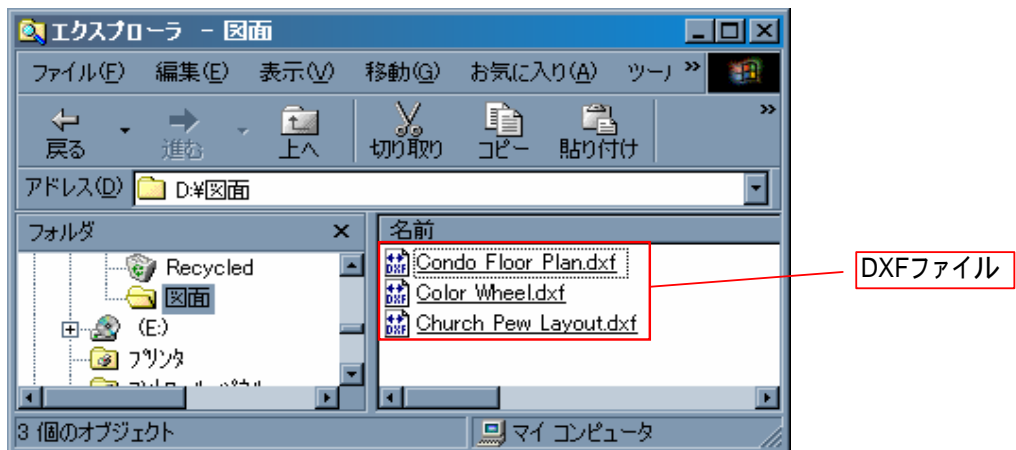 エクスプローラ - 図面
ファイル(F) 編集(E) 表示(V) 移動(G) お気に入り(A) ツール »
戻る 進む 上へ 切り取り コピー 貼り付け »
アドレス(D) D:¥図面
フォルダ × 名前
Recycled
図面
(E:)
プリンタ
Condo Floor Plan.dxf
Color Wheel.dxf
Church Pew Layout.dxf
DXFファイル
3 個のオブジェクト マイ コンピュータ